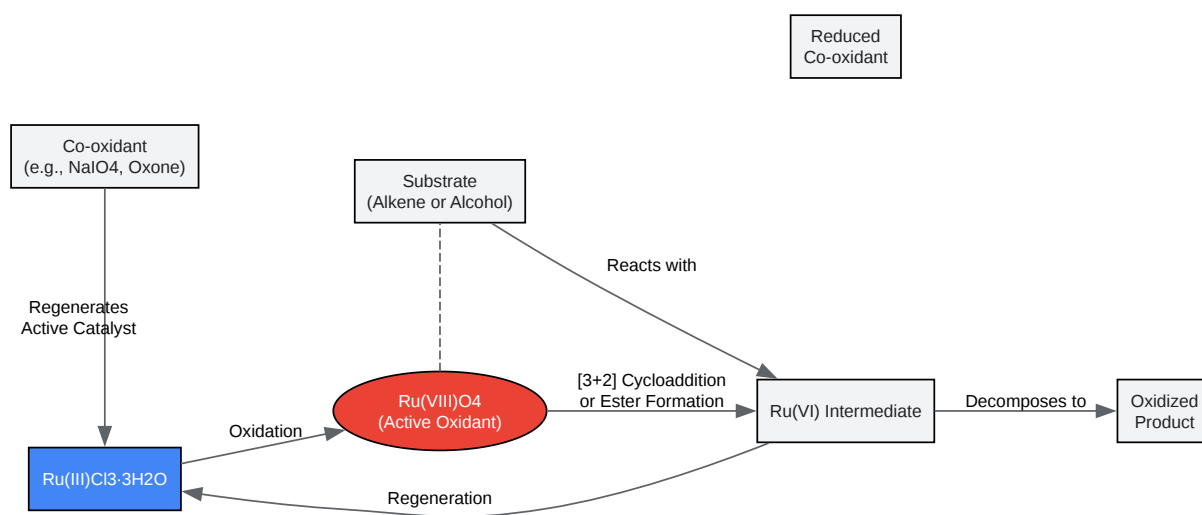 Reduced
Co-oxidant
Co-oxidant
(e.g., NaIO4, Oxone)
Substrate
(Alkene or Alcohol)
Reacts with
Regenerates
Active Catalyst
[3+2] Cycloaddition
or Ester Formation
Ru(VIII)O4
(Active Oxidant)
Ru(VI) Intermediate
Decomposes to
Oxidized
Product
Oxidation
Ru(III)Cl3·3H2O
Regeneration